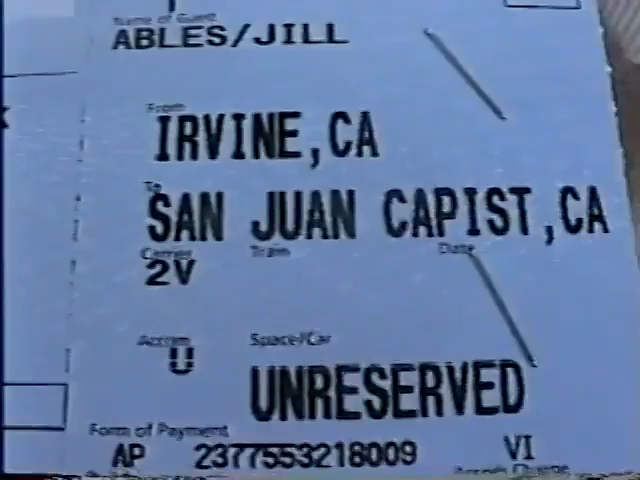 Name of Guest
ABLES/JILL
From
IRVINE,CA
To
SAN JUAN CAPIST,CA
Carrier Train Date
2V
Accom Space/Car
U
UNRESERVED
Form of Payment
AP 2377553218009 VI